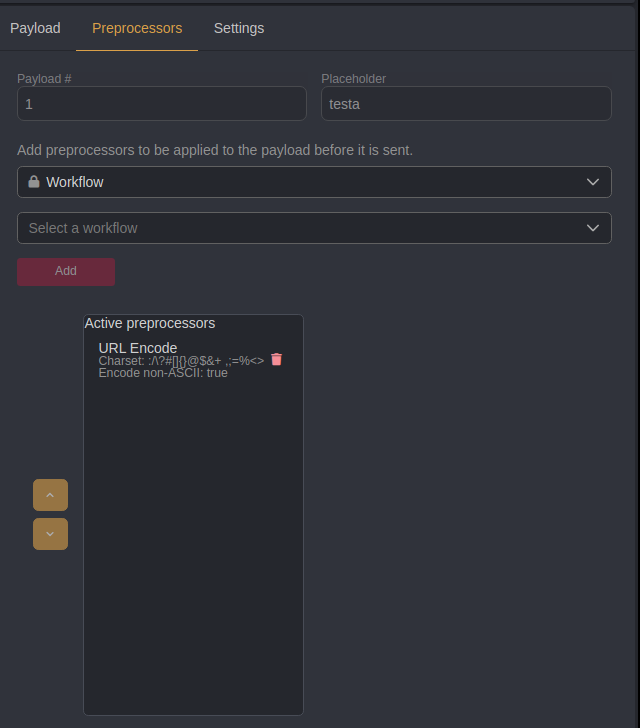 Payload Preprocessors Settings
Payload # Placeholder
1 testa
Add preprocessors to be applied to the payload before it is sent.
Workflow
Select a workflow
Add
Active preprocessors
URL Encode
Charset: :/\?#[]{}@$&+ ,;=%<>
Encode non-ASCII: true